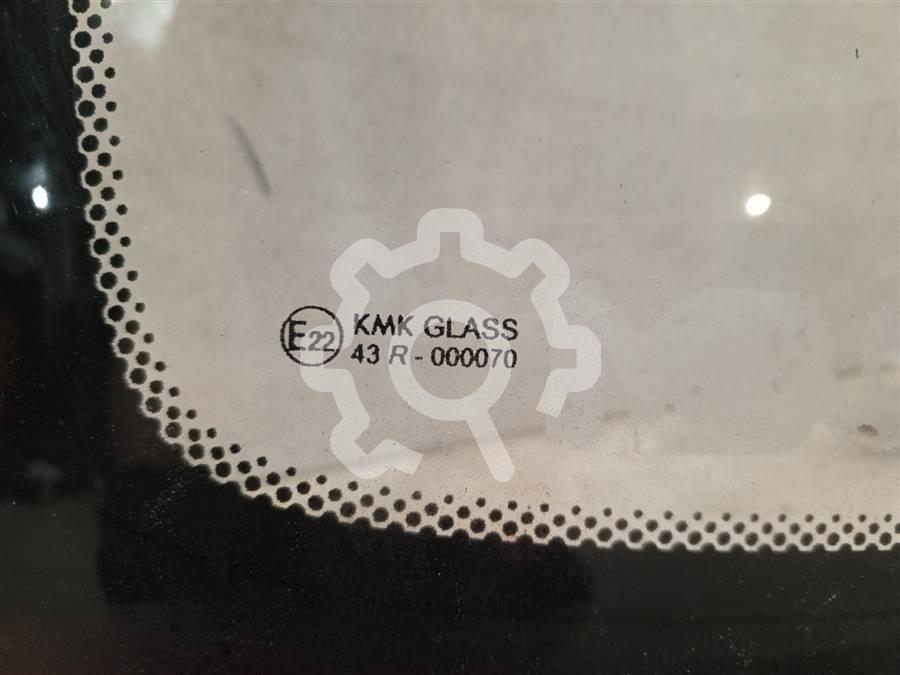 E22
KMK GLASS
43 R - 000070